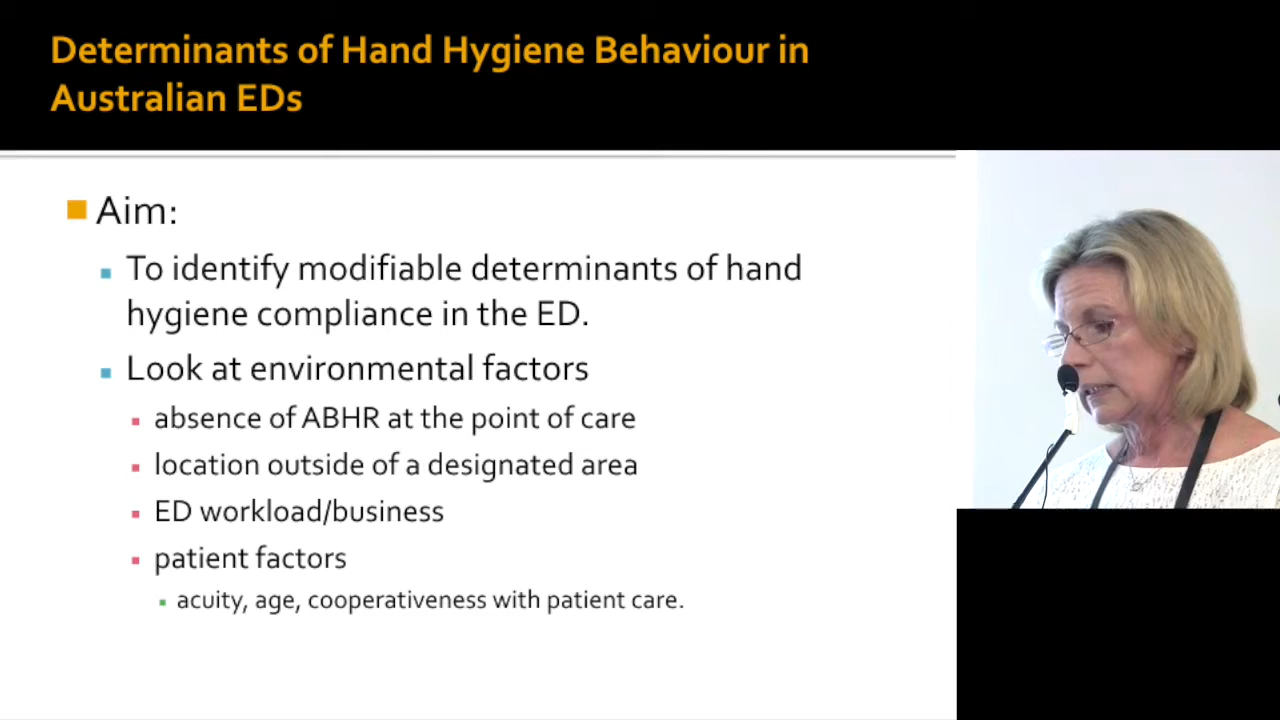 Determinants of Hand Hygiene Behaviour in
Australian EDs
Aim:
To identify modifiable determinants of hand
hygiene compliance in the ED.
Look at environmental factors
absence of ABHR at the point of care
location outside of a designated area
ED workload/business
patient factors
acuity, age, cooperativeness with patient care.